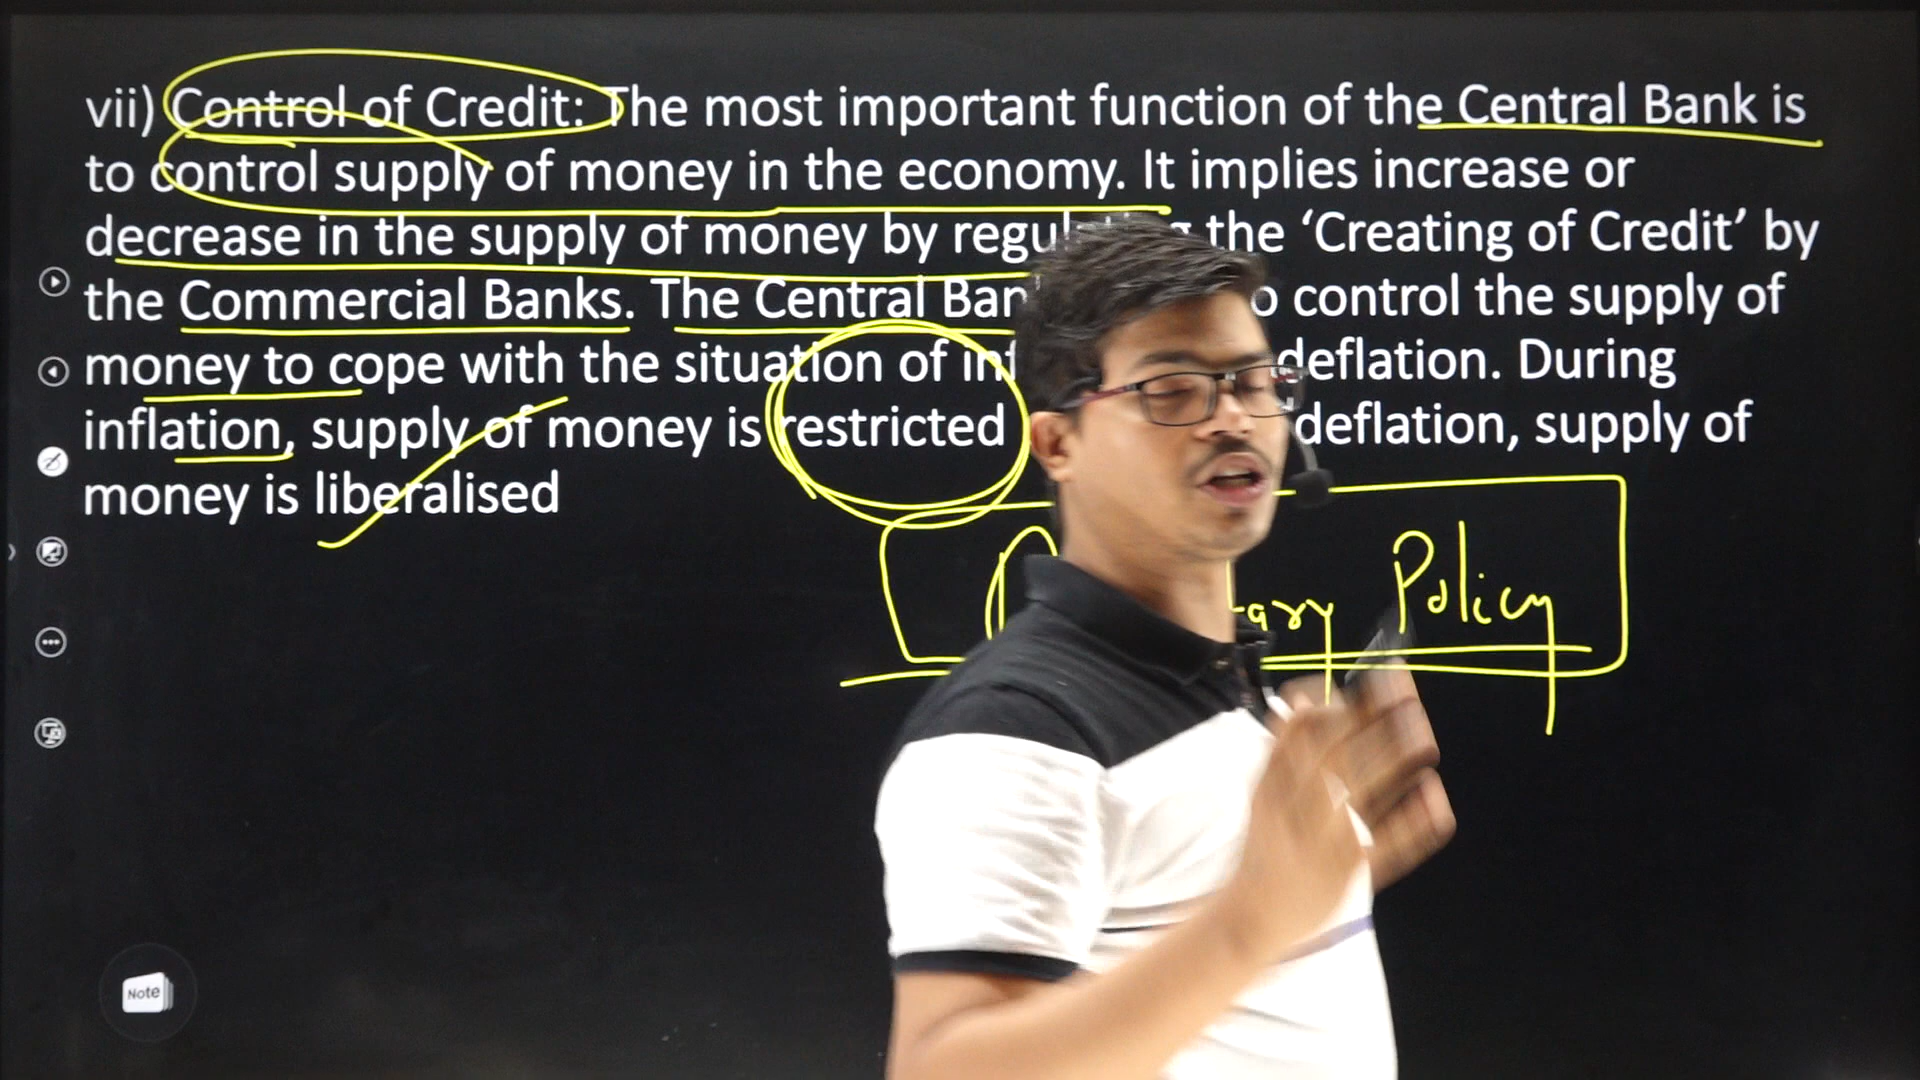 vii) Control of Credit: The most important function of the Central Bank is
to control supply of money in the economy. It implies increase or
decrease in the supply of money by the ‘Creating of Credit’ by
the Commercial Banks. The Central control the supply of
money to cope with the situation of deflation. During
inflation, supply of money is restricted deflation, supply of
money is liberalised
Policy
Note